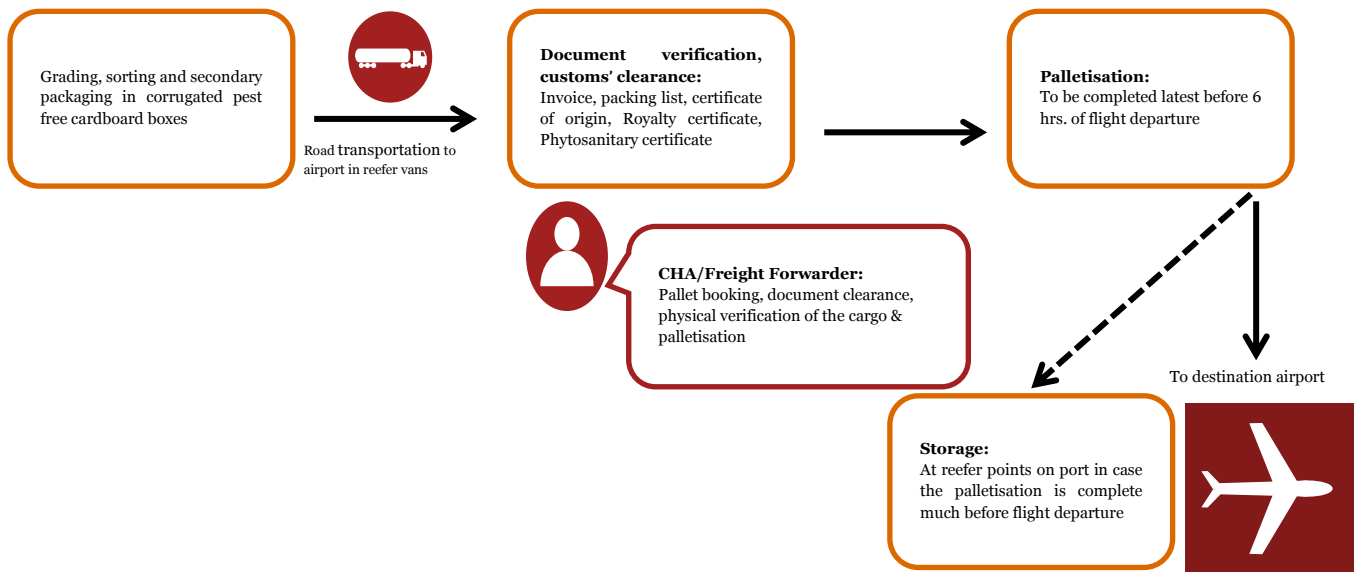 Grading, sorting and secondary
packaging in corrugated pest
free cardboard boxes
Road transportation to
airport in reefer vans
Document verification,
customs’ clearance:
Invoice, packing list, certificate
of origin, Royalty certificate,
Phytosanitary certificate
Palletisation:
To be completed latest before 6
hrs. of flight departure
CHA/Freight Forwarder:
Pallet booking, document clearance,
physical verification of the cargo &
palletisation
To destination airport
Storage:
At reefer points on port in case
the palletisation is complete
much before flight departure